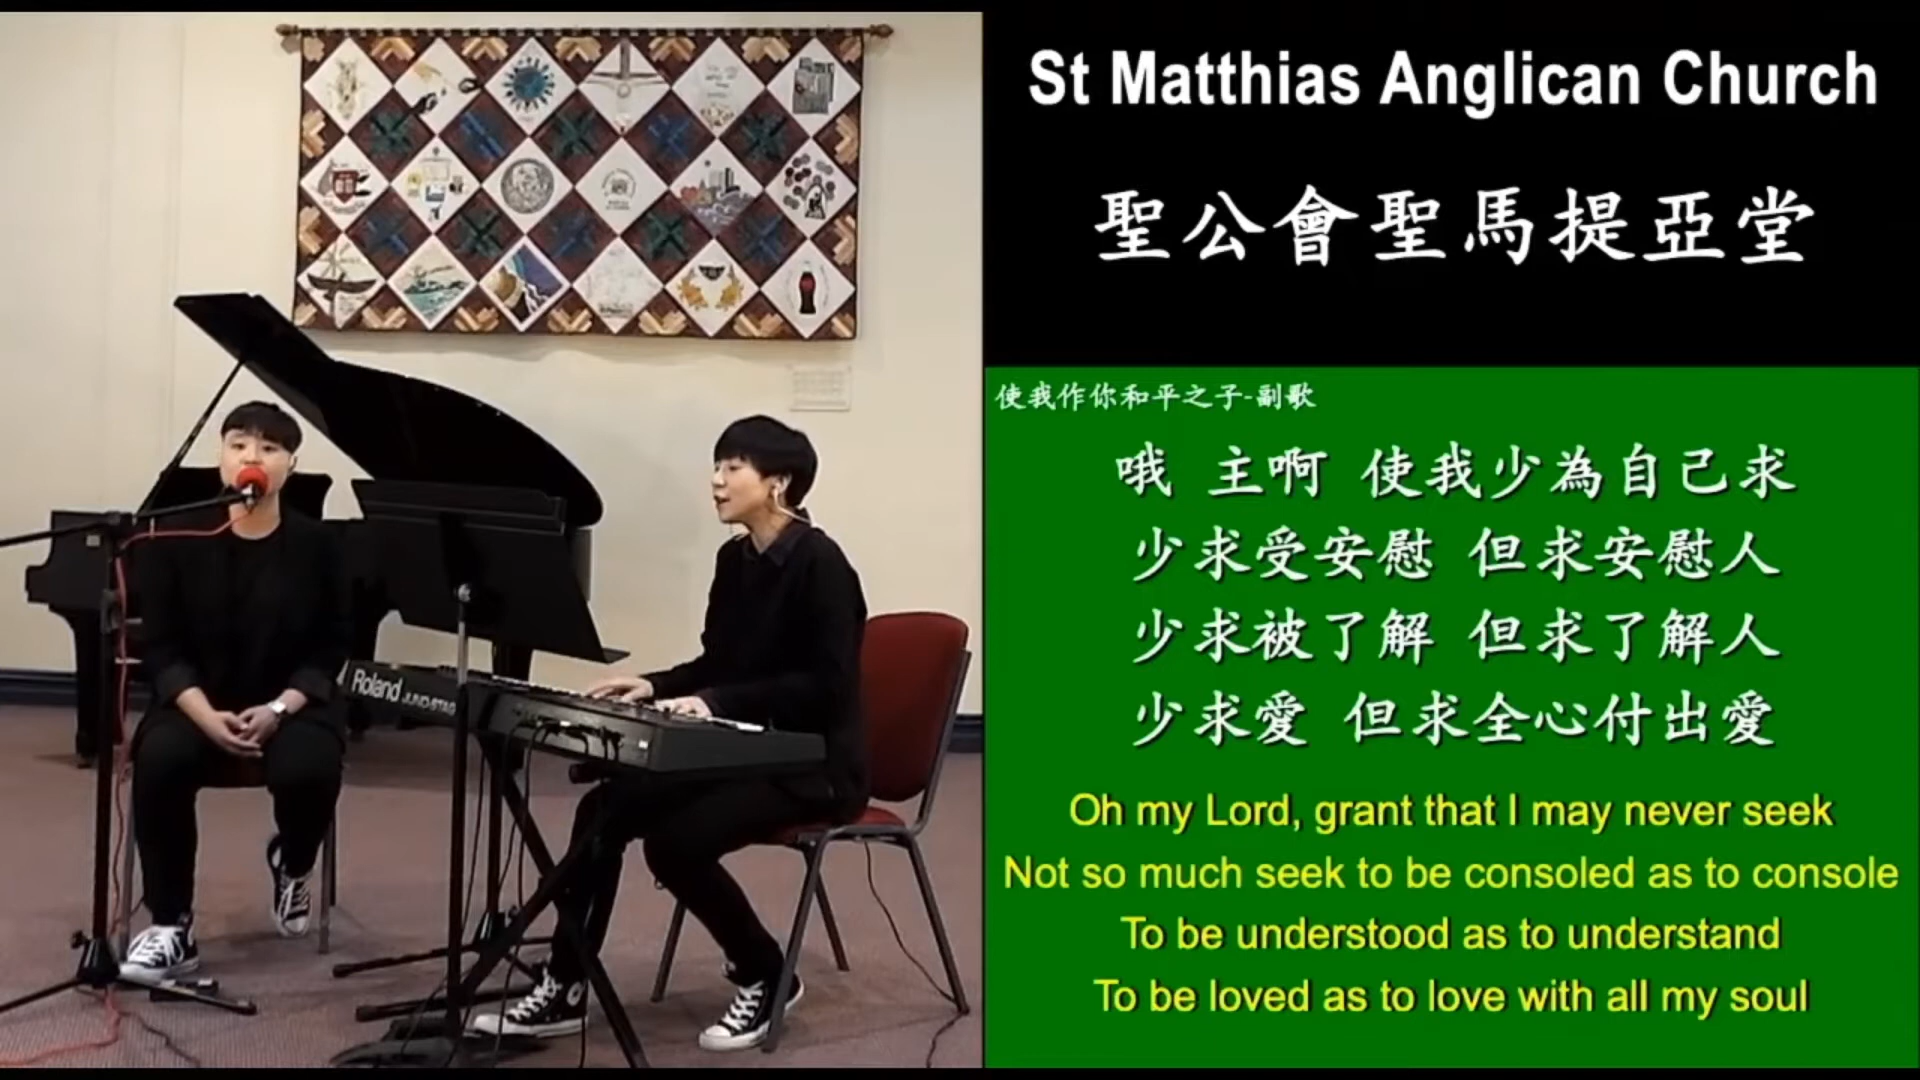 St Matthias Anglican Church
聖公會聖馬提亞堂
使我作你和平之子-副歌
哦 主啊 使我少為自己求
少求受安慰 但求安慰人
少求被了解 但求了解人
少求愛 但求全心付出愛
Oh my Lord, grant that I may never seek
Not so much seek to be consoled as to console
To be understood as to understand
To be loved as to love with all my soul
Roland JUNO-STAGE